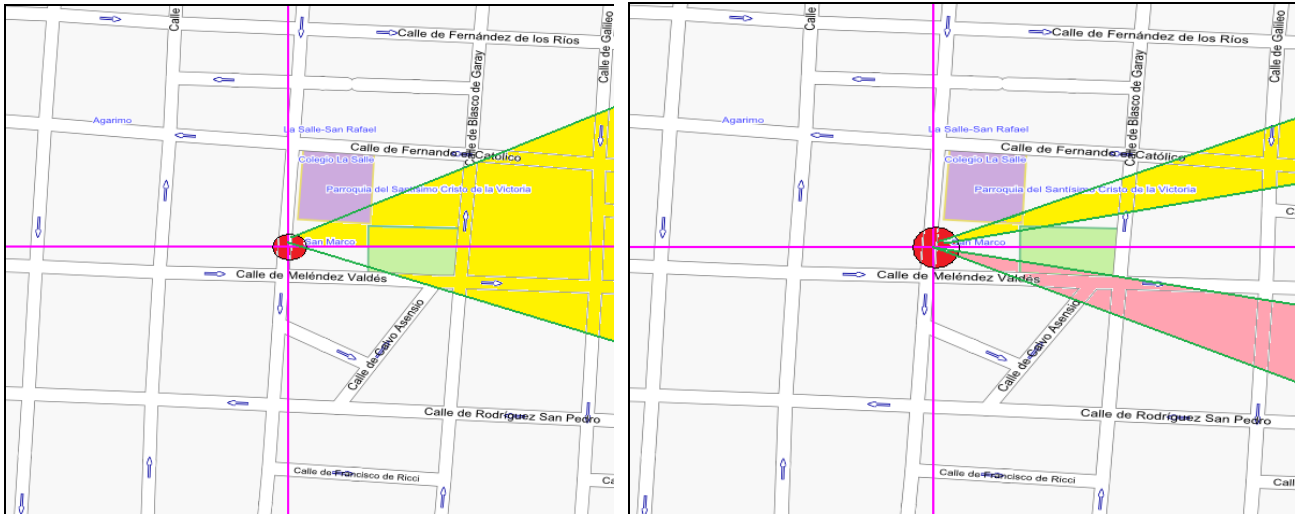 Calle
Calle de Fernández de los Ríos
Calle de Galileo
Calle de Blasco de Garay
Agarimo
La Salle-San Rafael
Calle de Fernando el Católico
Colegio La Salle
Parroquia del Santísimo Cristo de la Victoria
San Marco
Calle de Meléndez Valdés
Calle de Calvo Asensio
Calle de Rodríguez San Pedro
Calle de Francisco de Ricci
Ca
Calle
Calle de Fernández de los Ríos
Calle de Galileo
Calle de Blasco de Garay
Agarimo
La Salle-San Rafael
Calle de Fernando el Católico
Colegio La Salle
Parroquia del Santísimo Cristo de la Victoria
C
San Marco
Calle de Meléndez Valdés
Calle de Calvo Asensio
Calle de Rodríguez San Pedro
Calle de Francisco de Ricci
Call